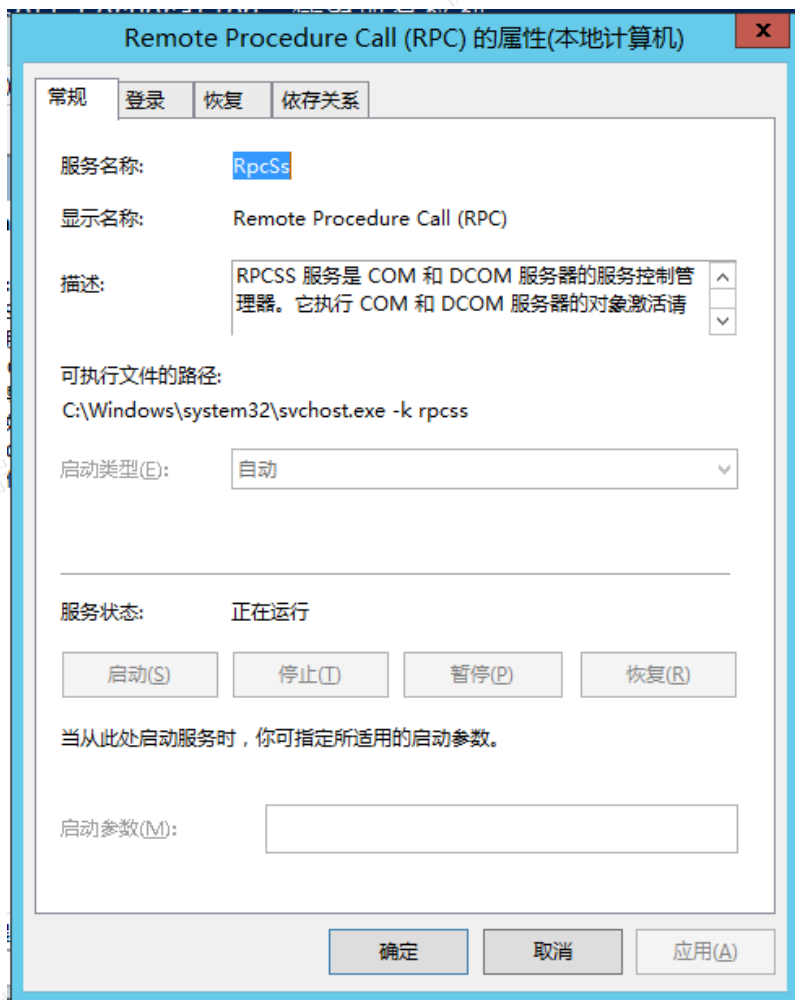 Remote Procedure Call (RPC) 的属性(本地计算机)
x
常规 登录 恢复 依存关系
服务名称: RpcSs
显示名称: Remote Procedure Call (RPC)
描述: RPCSS 服务是 COM 和 DCOM 服务器的服务控制管
理器。它执行 COM 和 DCOM 服务器的对象激活请
可执行文件的路径:
C:\Windows\system32\svchost.exe -k rpcss
启动类型(E): 自动
服务状态: 正在运行
启动(S) 停止(T) 暂停(P) 恢复(R)
当从此处启动服务时，你可指定所适用的启动参数。
启动参数(M):
确定 取消 应用(A)